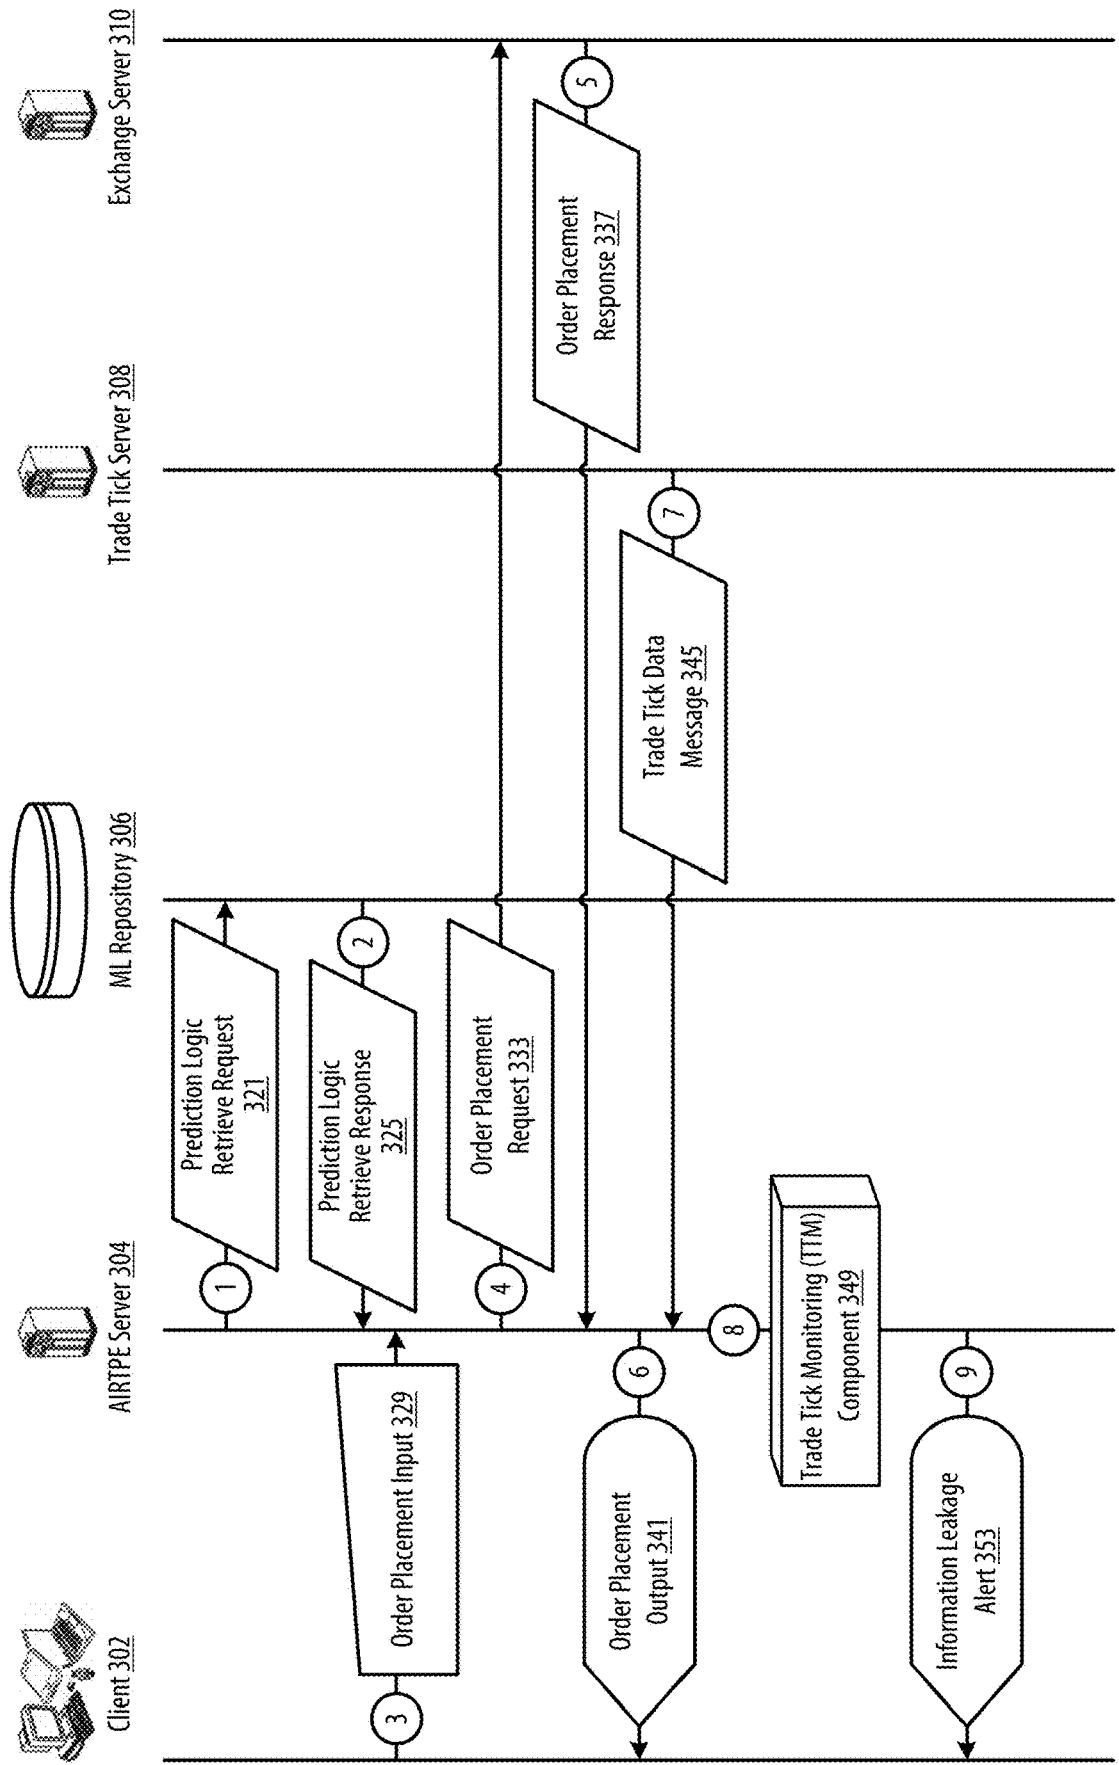 Client 302
AIRTPE Server 304
ML Repository 306
Trade Tick Server 308
Exchange Server 310
1
Prediction Logic
Retrieve Request
321
2
Prediction Logic
Retrieve Response
325
3
Order Placement Input 329
4
Order Placement
Request 333
5
Order Placement
Response 337
6
Order Placement
Output 341
7
Trade Tick Data
Message 345
8
Trade Tick Monitoring (TTM)
Component 349
9
Information Leakage
Alert 353